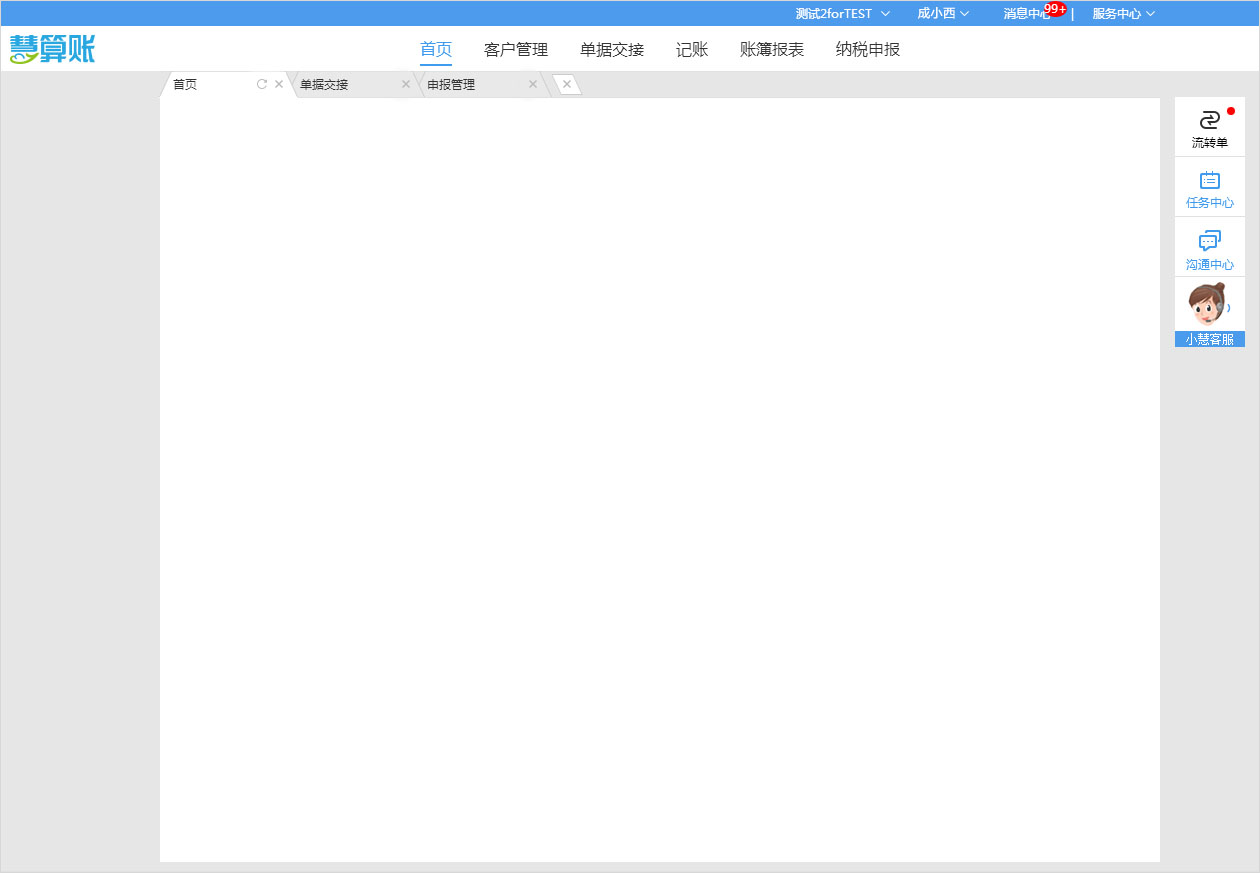 测试2forTEST 成小西 消息中心 99+ | 服务中心
慧算账
首页 客户管理 单据交接 记账 账簿报表 纳税申报
首页 单据交接 申报管理
流转单
任务中心
沟通中心
小慧客服